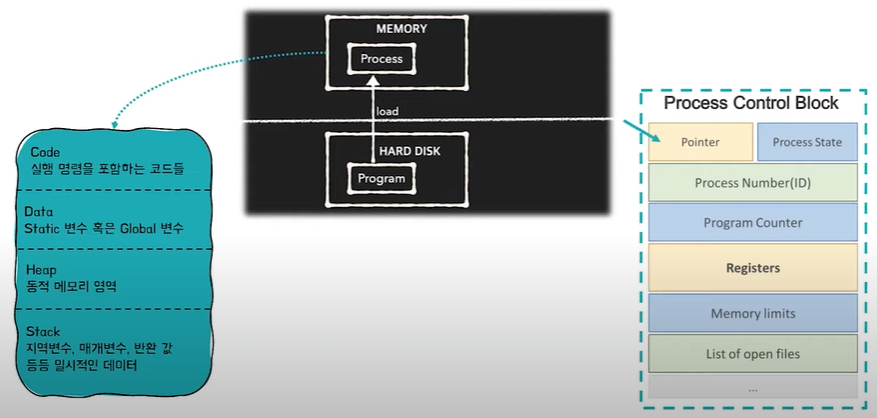 MEMORY
Process
load
HARD DISK
Program
Code
실행 명령을 포함하는 코드들
Data
Static 변수 혹은 Global 변수
Heap
동적 메모리 영역
Stack
지역변수, 매개변수, 반환 값
등등 일시적인 데이터
Process Control Block
Pointer
Process State
Process Number(ID)
Program Counter
Registers
Memory limits
List of open files
...